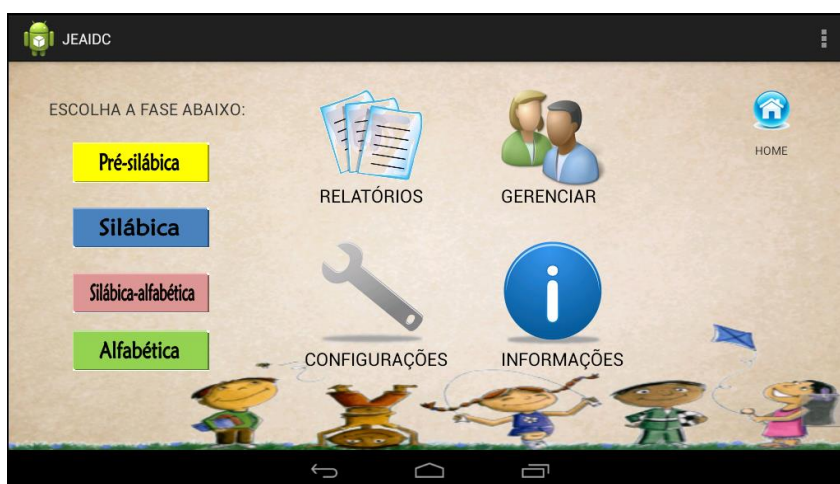 JEAIDC
ESCOLHA A FASE ABAIXO:
Pré-silábica
Silábica
Silábica-alfabética
Alfabética
RELATÓRIOS
GERENCIAR
CONFIGURAÇÕES
INFORMAÇÕES
HOME